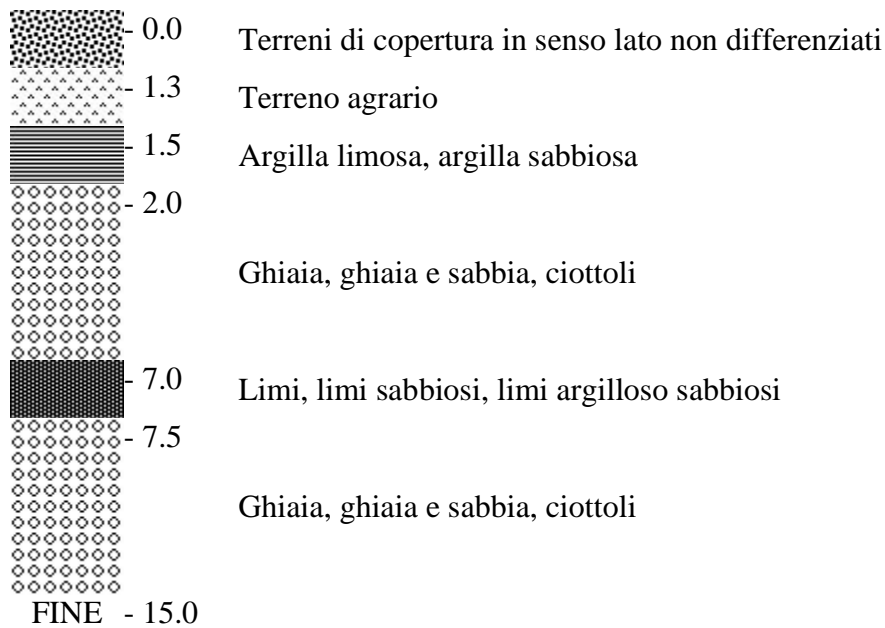 - 0.0 Terreni di copertura in senso lato non differenziati
- 1.3 Terreno agrario
- 1.5 Argilla limosa, argilla sabbiosa
- 2.0
Ghiaia, ghiaia e sabbia, ciottoli
- 7.0 Limi, limi sabbiosi, limi argilloso sabbiosi
- 7.5
Ghiaia, ghiaia e sabbia, ciottoli
FINE - 15.0